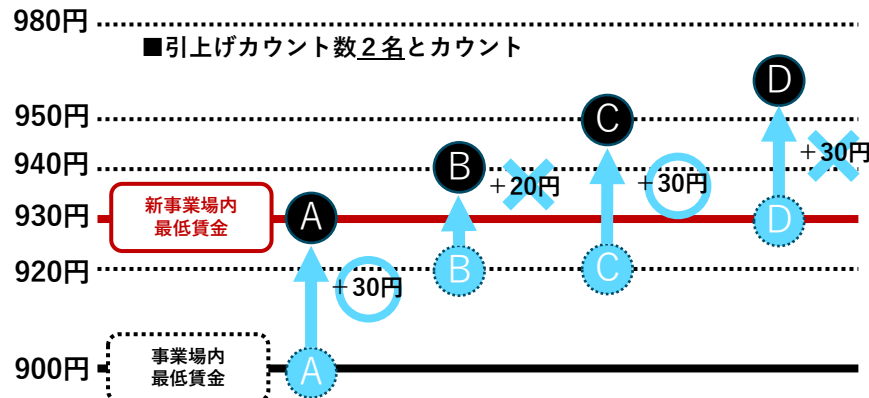 980円
■引上げカウント数２名とカウント
D
950円
C
940円
B
＋20円
＋30円
＋30円
新事業場内
最低賃金
930円
A
D
920円
B
C
＋30円
事業場内
最低賃金
900円
A